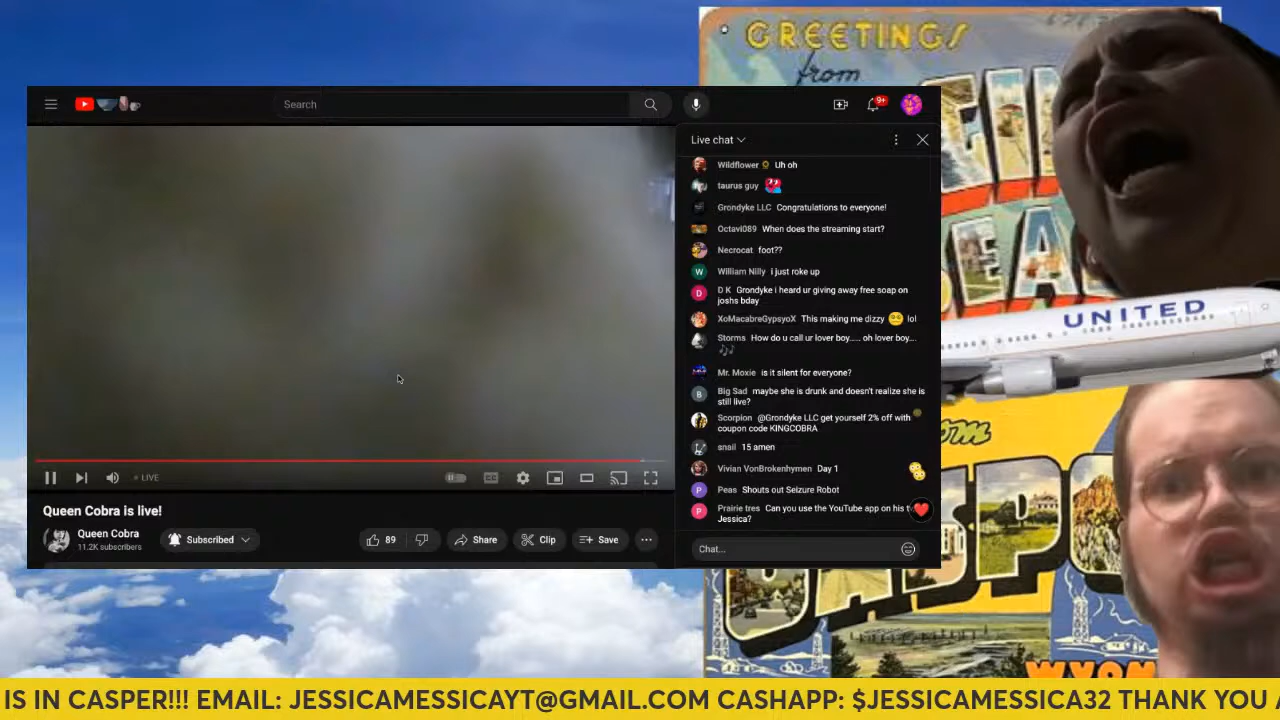 GREETINGS
from
UNITED
Search
9+
Live chat
Wildflower Uh oh
taurus guy
Grondyke LLC Congratulations to everyone!
Octavi089 When does the streaming start?
Necrocat foot??
W William Nilly i just roke up
D D K Grondyke i heard ur giving away free soap on
joshs bday
XoMacabreGypsyoX This making me dizzy lol
Storms How do u call ur lover boy..... oh lover boy....
Mr. Moxie is it silent for everyone?
B Big Sad maybe she is drunk and doesn't realize she is
still live?
Scorpion @Grondyke LLC get yourself 2% off with
coupon code KINGCOBRA
snail 15 amen
Vivian VonBrokenhymen Day 1
P Peas Shouts out Seizure Robot
P Prairie tres Can you use the YouTube app on his t
Jessica?
Chat...
LIVE
CC
Queen Cobra is live!
Queen Cobra
11.2K subscribers
Subscribed
89
Share
Clip
Save
IS IN CASPER!!! EMAIL: JESSICAMESSICAYT@GMAIL.COM CASHAPP: $JESSICAMESSICA32 THANK YOU